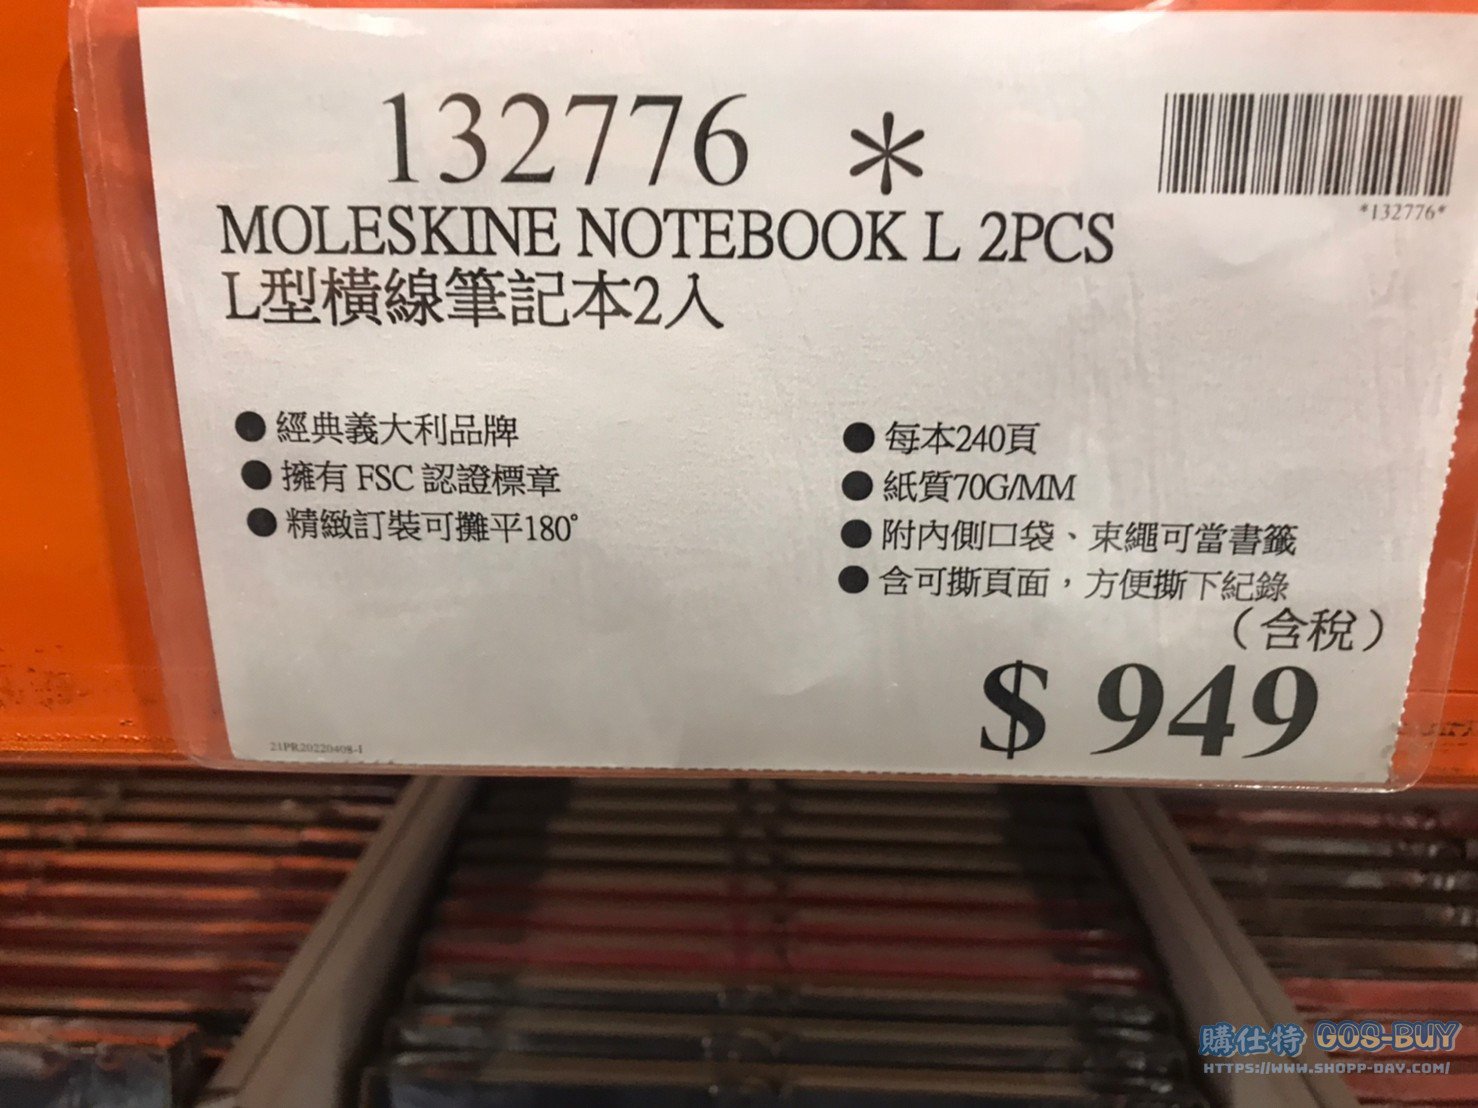 132776 *
*132776*
MOLESKINE NOTEBOOK L 2PCS
L型橫線筆記本2入
● 經典義大利品牌
● 擁有 FSC 認證標章
● 精緻訂裝可攤平180°
● 每本240頁
● 紙質70G/MM
● 附內側口袋、束繩可當書籤
● 含可撕頁面，方便撕下紀錄
（含稅）
$ 949
21PR20220408-1
購仕特 GOS-BUY
HTTPS://WWW.SHOPP-DAY.COM/